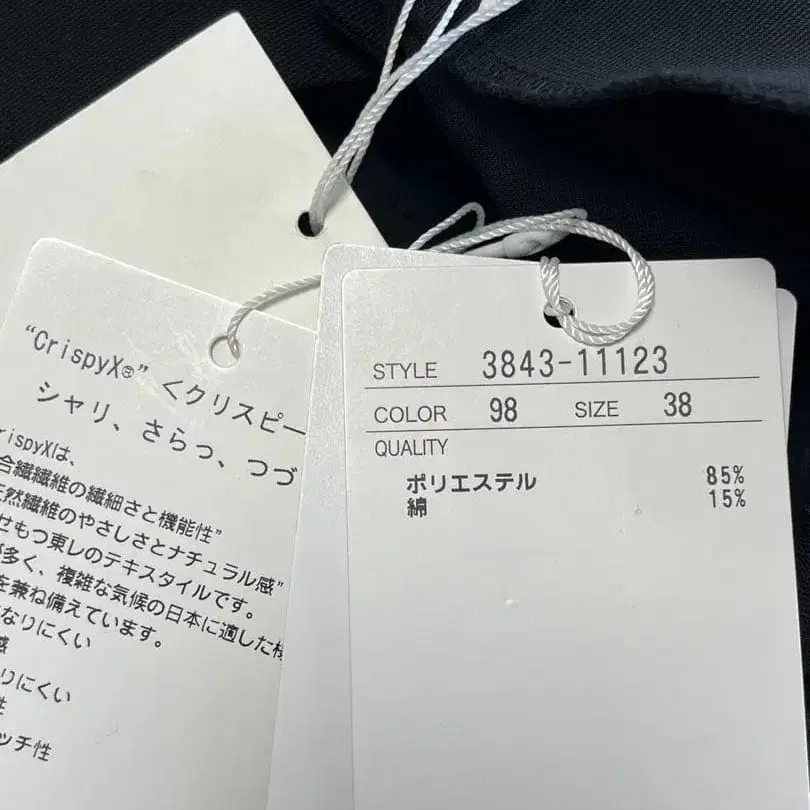 "CrispyX®" <クリスピー
シャリ、さらっ、つづ
rispyXは、
合繊繊維の繊細さと機能性"
天然繊維のやさしさとナチュラル感"
せもつ東レのテキスタイルです。
が多く、複雑な気候の日本に適した機
を兼ね備えています。
なりにくい
感
りにくい
性
ッチ性
STYLE 3843-11123
COLOR 98 SIZE 38
QUALITY
ポリエステル 85%
綿 15%